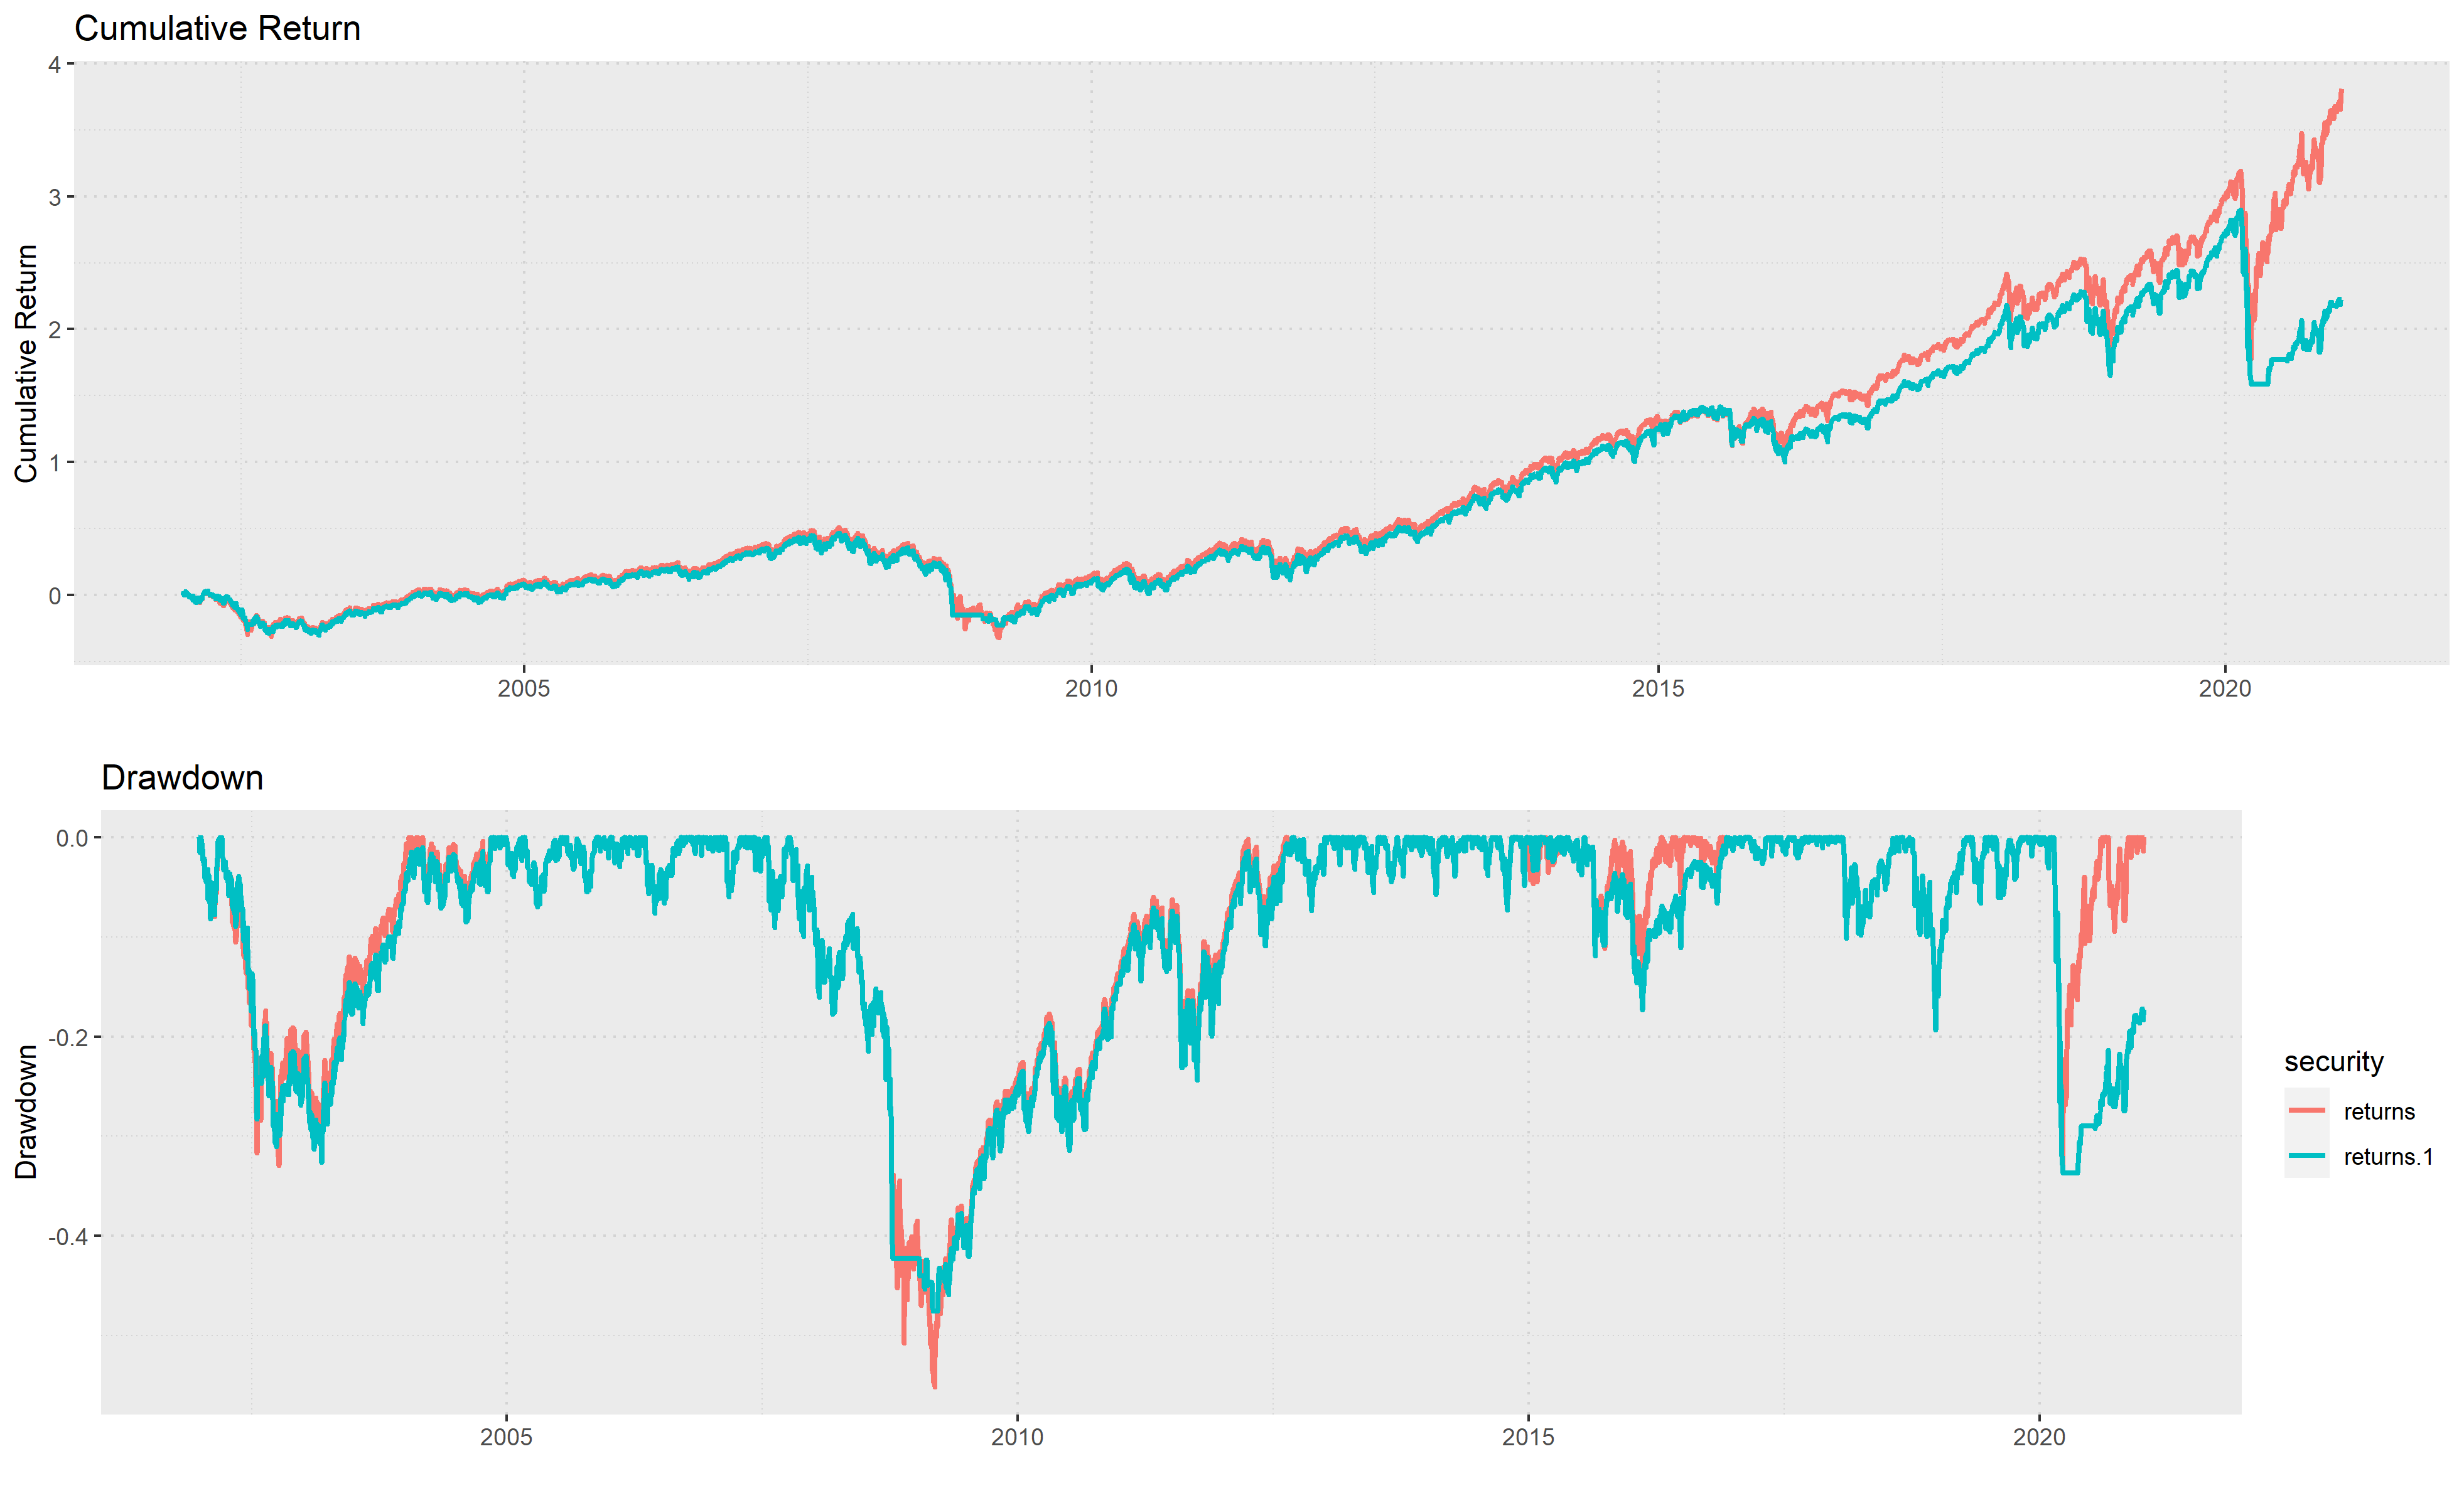 Cumulative Return
Cumulative Return
4
3
2
1
0
2005 2010 2015 2020
Drawdown
Drawdown
0.0
-0.2
-0.4
2005 2010 2015 2020
security
returns
returns.1